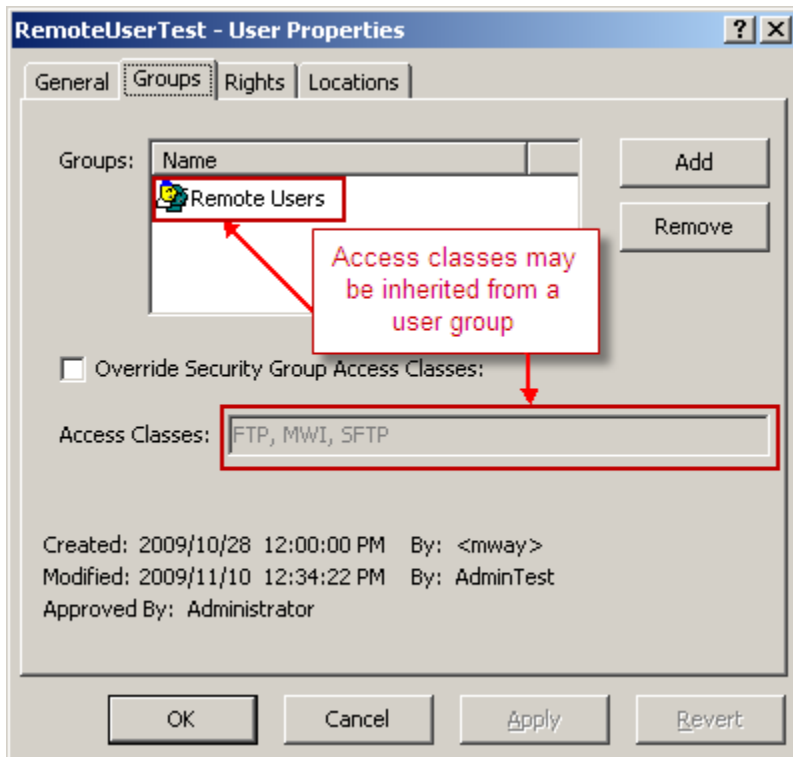 RemoteUserTest - User Properties
General Groups Rights Locations
Groups: Name Add
Remote Users
Remove
Access classes may
be inherited from a
user group
Override Security Group Access Classes:
Access Classes: FTP, MWI, SFTP
Created: 2009/10/28 12:00:00 PM By: <mway>
Modified: 2009/11/10 12:34:22 PM By: AdminTest
Approved By: Administrator
OK Cancel Apply Revert